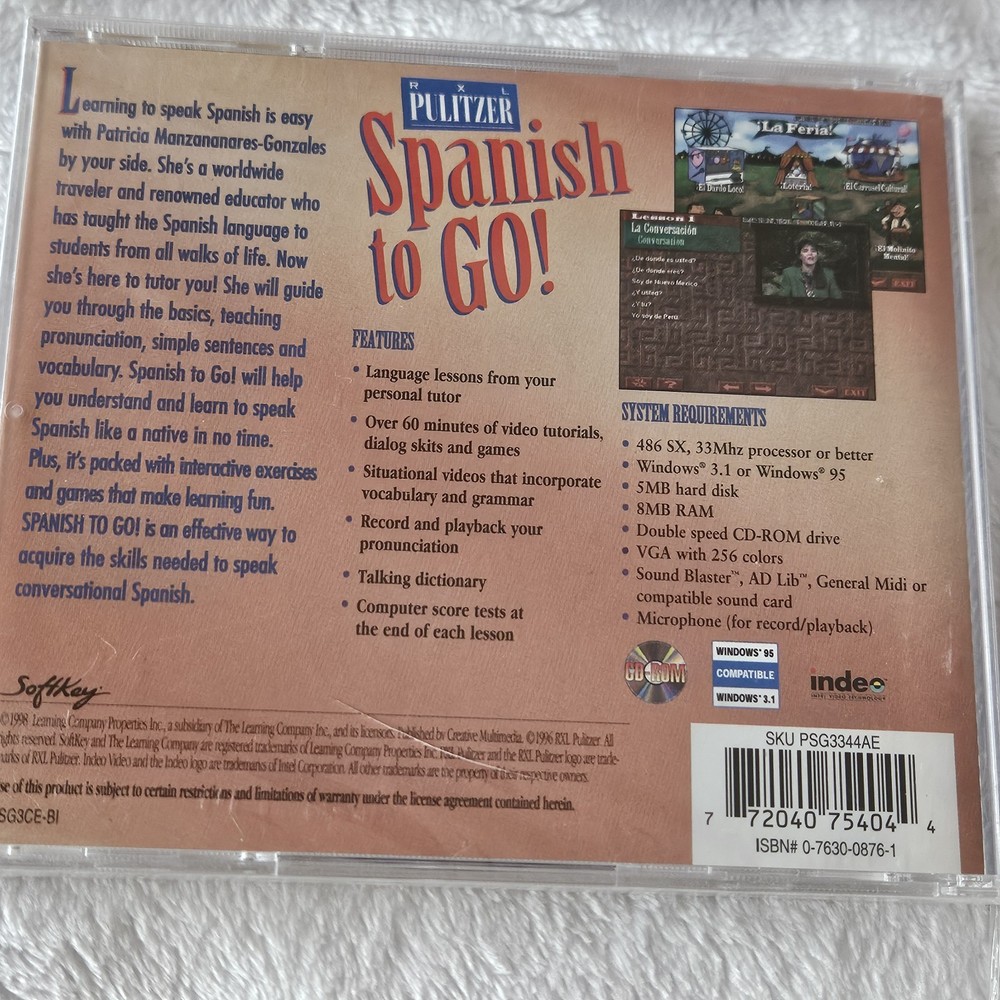 Learning to speak Spanish is easy
with Patricia Manzananares-Gonzales
by your side. She's a worldwide
traveler and renowned educator who
has taught the Spanish language to
students from all walks of life. Now
she's here to tutor you! She will guide
you through the basics, teaching
pronunciation, simple sentences and
vocabulary. Spanish to Go! will help
you understand and learn to speak
Spanish like a native in no time.
Plus, it's packed with interactive exercises
and games that make learning fun.
SPANISH TO GO! is an effective way to
acquire the skills needed to speak
conversational Spanish.
RXL
PULITZER
Spanish
to GO!
FEATURES
• Language lessons from your
personal tutor
• Over 60 minutes of video tutorials,
dialog skits and games
• Situational videos that incorporate
vocabulary and grammar
• Record and playback your
pronunciation
• Talking dictionary
• Computer score tests at
the end of each lesson
¡La Feria!
¡El Dardo Loco!
¡Lotería!
¡El Carrusel Cultural!
¡El Molinito
Mental!
EXIT
Lesson 1
La Conversación
Conversation
¿De dónde es usted?
¿De dónde eres?
Soy de Nuevo Mexico.
¿Y usted?
¿Y tu?
Yo soy de Perú.
?
EXIT
SYSTEM REQUIREMENTS
• 486 SX, 33Mhz processor or better
• Windows® 3.1 or Windows® 95
• 5MB hard disk
• 8MB RAM
• Double speed CD-ROM drive
• VGA with 256 colors
• Sound Blaster™, AD Lib™, General Midi or
compatible sound card
• Microphone (for record/playback)
CD-ROM
WINDOWS® 95
COMPATIBLE
WINDOWS® 3.1
indeo™
INTEL VIDEO TECHNOLOGY
SoftKey
©1998 Learning Company Properties Inc., a subsidiary of The Learning Company Inc., and its licensors. Published by Creative Multimedia. ©1996 RXL Pulitzer. All
rights reserved. SoftKey and The Learning Company are registered trademarks of Learning Company Properties Inc. RXL Pulitzer and the RXL Pulitzer logo are trade-
marks of RXL Pulitzer. Indeo Video and the Indeo logo are trademarks of Intel Corporation. All other trademarks are the property of their respective owners.
se of this product is subject to certain restrictions and limitations of warranty under the license agreement contained herein.
SG3CE-BI
SKU PSG3344AE
7 72040 75404 4
ISBN# 0-7630-0876-1